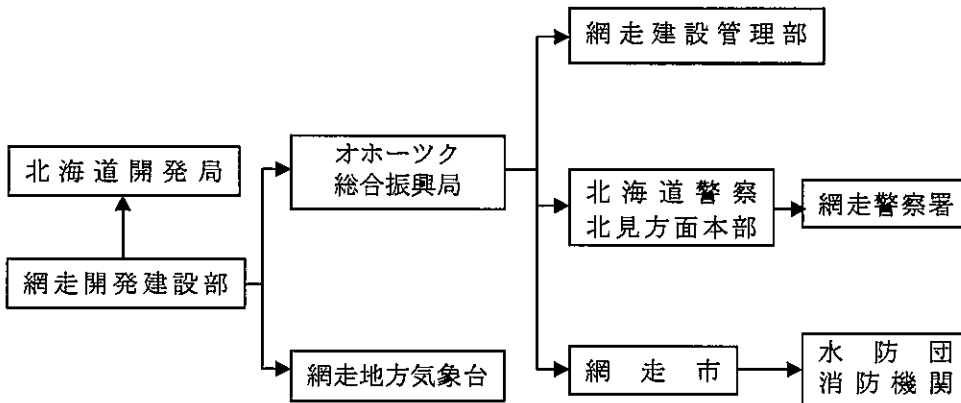 網走建設管理部
北海道開発局
オホーツク
総合振興局
北海道警察
北見方面本部
網走警察署
網走開発建設部
網走地方気象台
網走市
水防団
消防機関